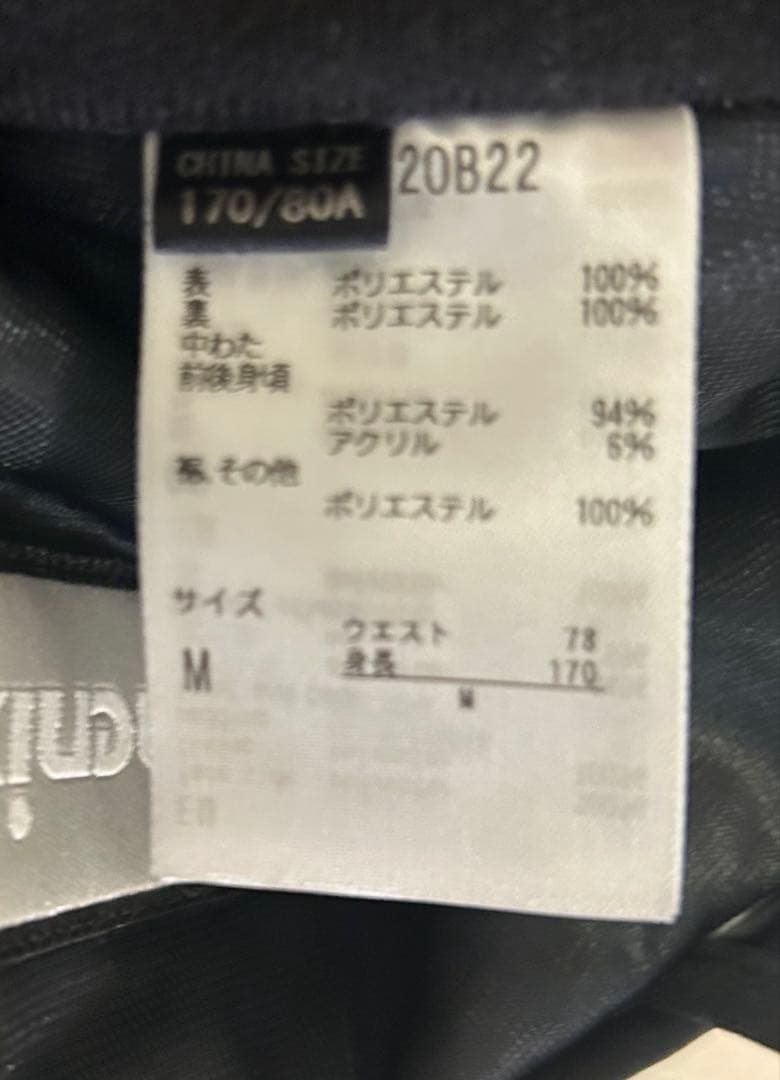 CHINA SIZE
170/80A
20B22
表 ポリエステル 100%
裏 ポリエステル 100%
中わた
前後身頃
ポリエステル 94%
アクリル 6%
その他
ポリエステル 100%
サイズ
M
ウエスト 78
身長 170
M